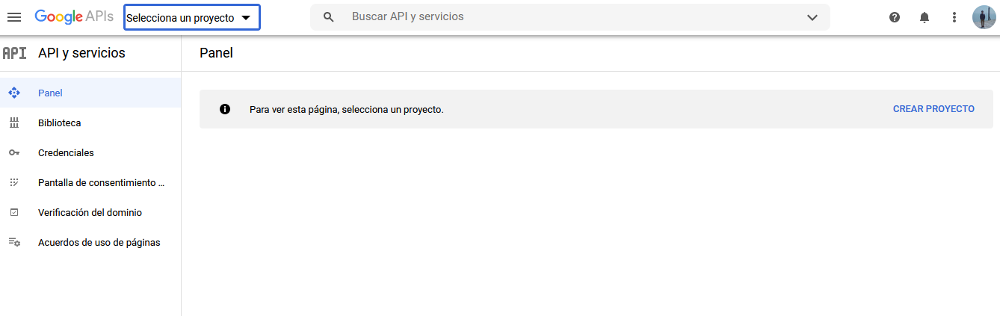 Google APIs Selecciona un proyecto Buscar API y servicios
API API y servicios Panel
Panel
Para ver esta página, selecciona un proyecto. CREAR PROYECTO
Biblioteca
Credenciales
Pantalla de consentimiento ...
Verificación del dominio
Acuerdos de uso de páginas